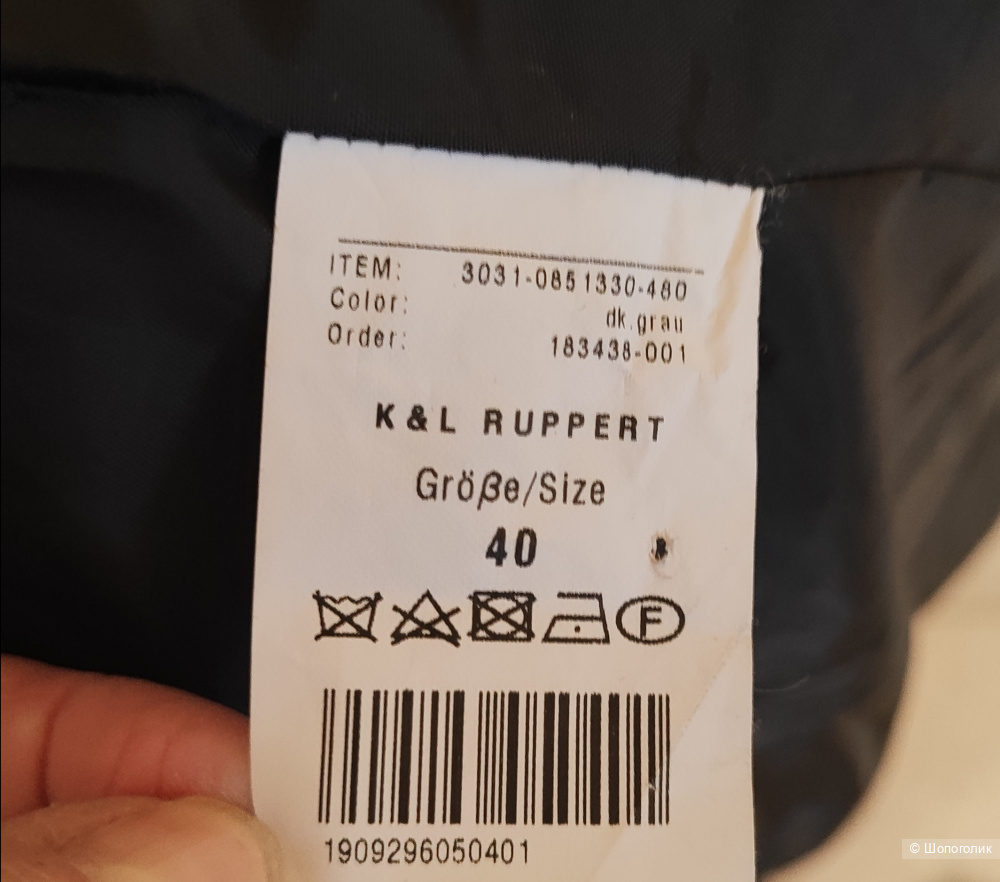 ITEM: 3031-0851330-480
Color: dk.grau
Order: 183438-001
K & L RUPPERT
Größe/Size
40
F
1909296050401
© Шопоголик